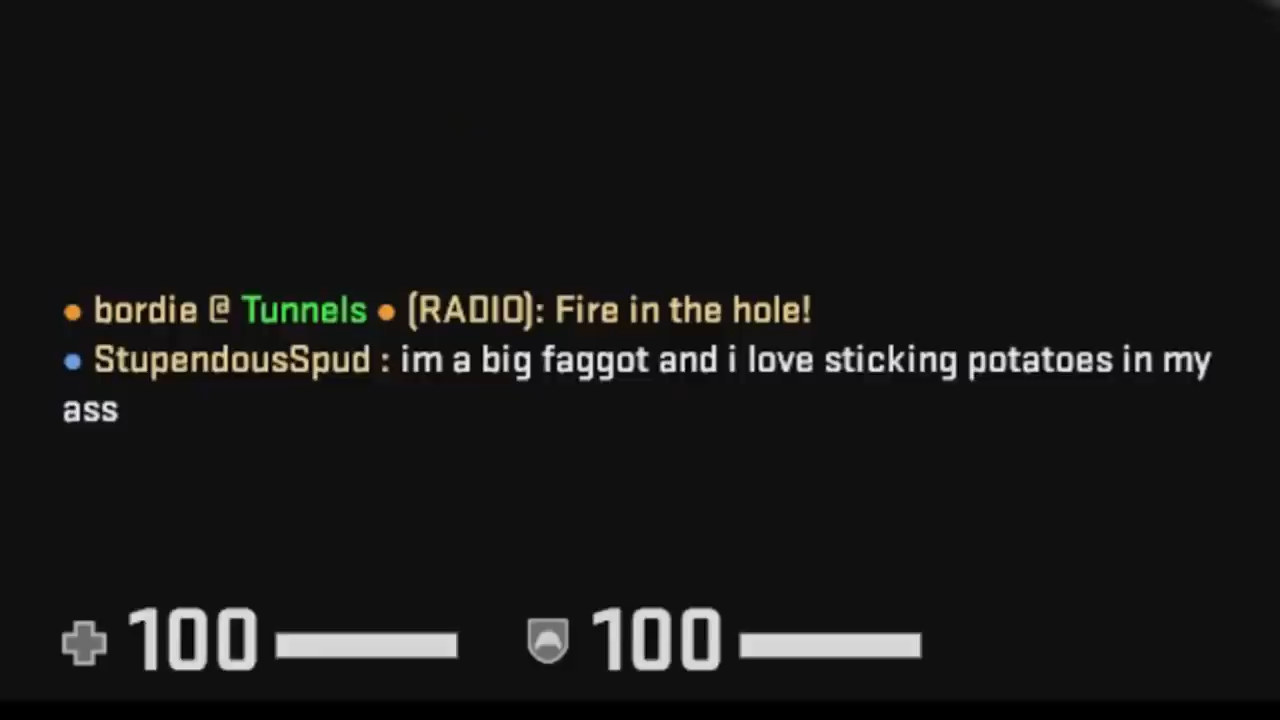 • bordie @ Tunnels • (RADIO): Fire in the hole!
• StupendousSpud : im a big faggot and i love sticking potatoes in my
ass
100 100